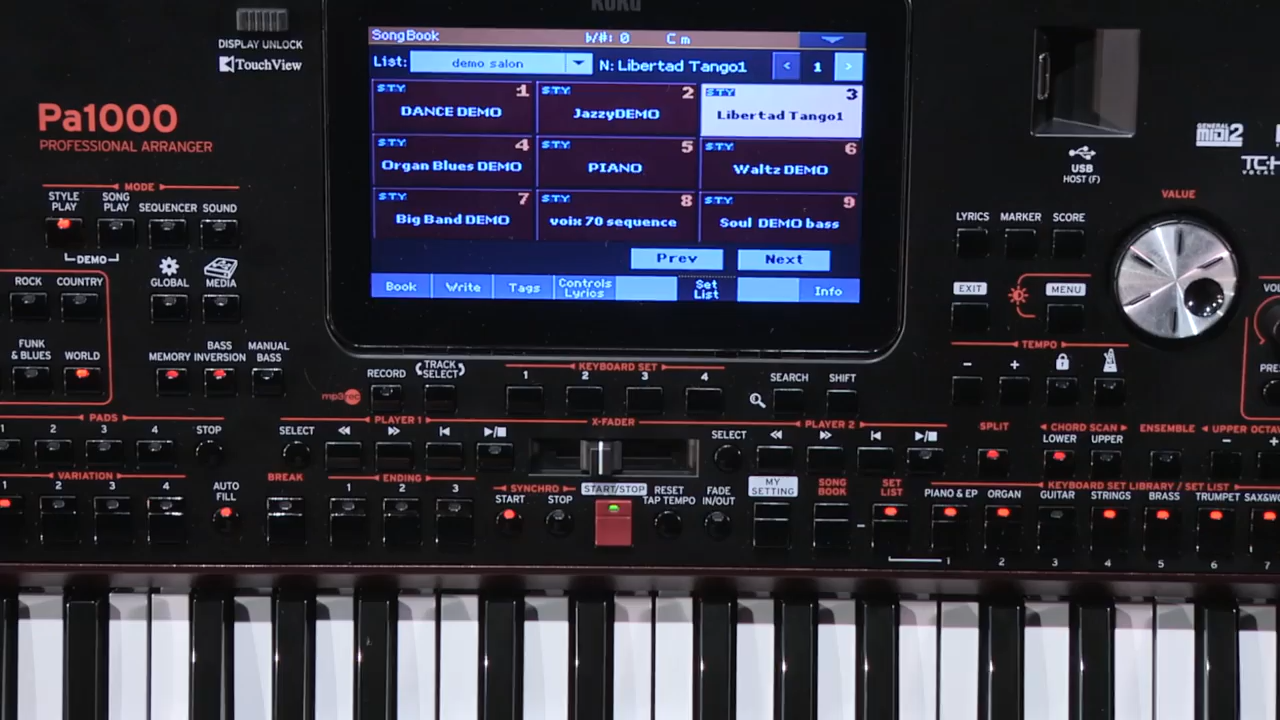 KORG
DISPLAY UNLOCK
TouchView
Pa1000
PROFESSIONAL ARRANGER
SongBook
♭/#: 0
Cm
List:
demo salon
N: Libertad Tango1
<
1
>
STY 1
DANCE DEMO
STY 2
JazzyDEMO
STY 3
Libertad Tango1
STY 4
Organ Blues DEMO
STY 5
PIANO
STY 6
Waltz DEMO
STY 7
Big Band DEMO
STY 8
voix 70 sequence
STY 9
Soul DEMO bass
Prev
Next
Book
Write
Tags
Controls
Lyrics
Set
List
Info
USB
HOST (F)
GENERAL
MIDI2
VALUE
MODE
STYLE
PLAY
SONG
PLAY
SEQUENCER
SOUND
DEMO
GLOBAL
MEDIA
ROCK
COUNTRY
FUNK
& BLUES
WORLD
MEMORY
BASS
INVERSION
MANUAL
BASS
LYRICS
MARKER
SCORE
EXIT
MENU
TEMPO
-
+
mp3rec
RECORD
TRACK
SELECT
KEYBOARD SET
1
2
3
4
SEARCH
SHIFT
PADS
2
3
4
STOP
SELECT
PLAYER 1
X-FADER
SELECT
PLAYER 2
SPLIT
CHORD SCAN
LOWER
UPPER
ENSEMBLE
VARIATION
1
2
3
4
AUTO
FILL
BREAK
ENDING
1
2
3
SYNCHRO
START
STOP
START/STOP
RESET
TAP TEMPO
FADE
IN/OUT
MY
SETTING
SONG
BOOK
SET
LIST
KEYBOARD SET LIBRARY / SET LIST
PIANO & EP
ORGAN
GUITAR
STRINGS
BRASS
TRUMPET
1
2
3
4
5
6
7